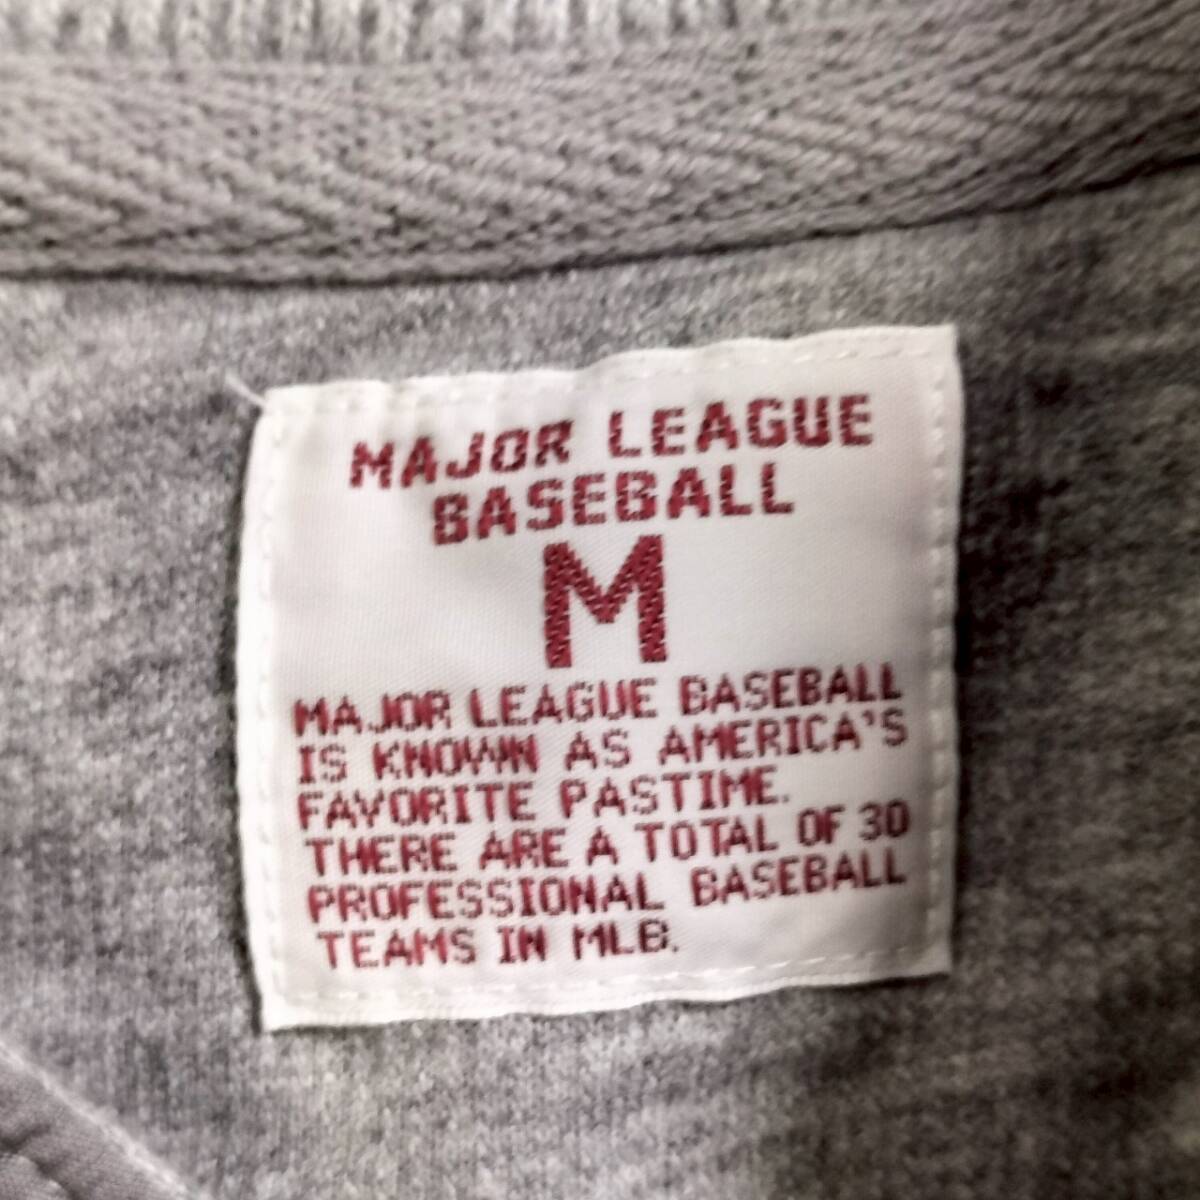 MAJOR LEAGUE
BASEBALL
M
MAJOR LEAGUE BASEBALL
IS KNOWN AS AMERICA'S
FAVORITE PASTIME.
THERE ARE A TOTAL OF 30
PROFESSIONAL BASEBALL
TEAMS IN MLB.